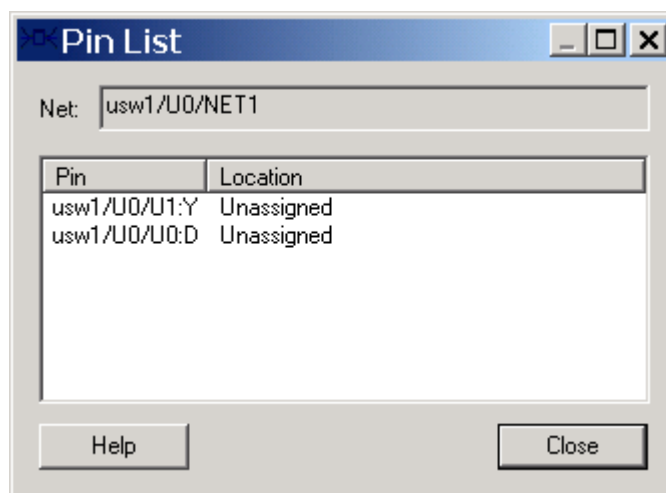 Pin List
Net: usw1/U0/NET1
Pin Location
usw1/U0/U1:Y Unassigned
usw1/U0/U0:D Unassigned
Help Close